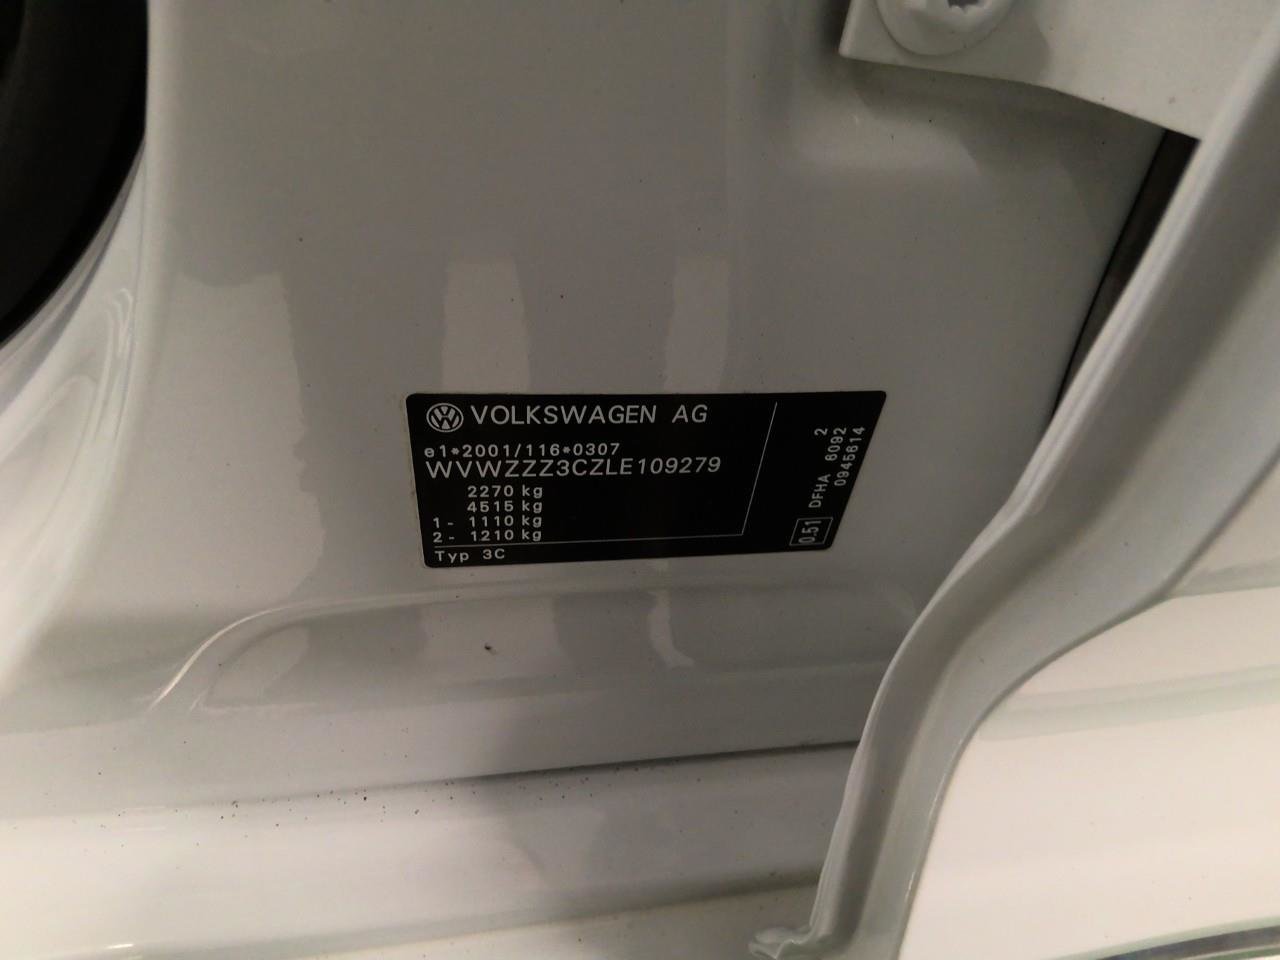 VOLKSWAGEN AG
e1*2001/116*0307
WVWZZZ3CZLE109279
2270 kg
4515 kg
1 - 1110 kg
2 - 1210 kg
Typ 3C
0.51
DFHA 6092 2
0945614